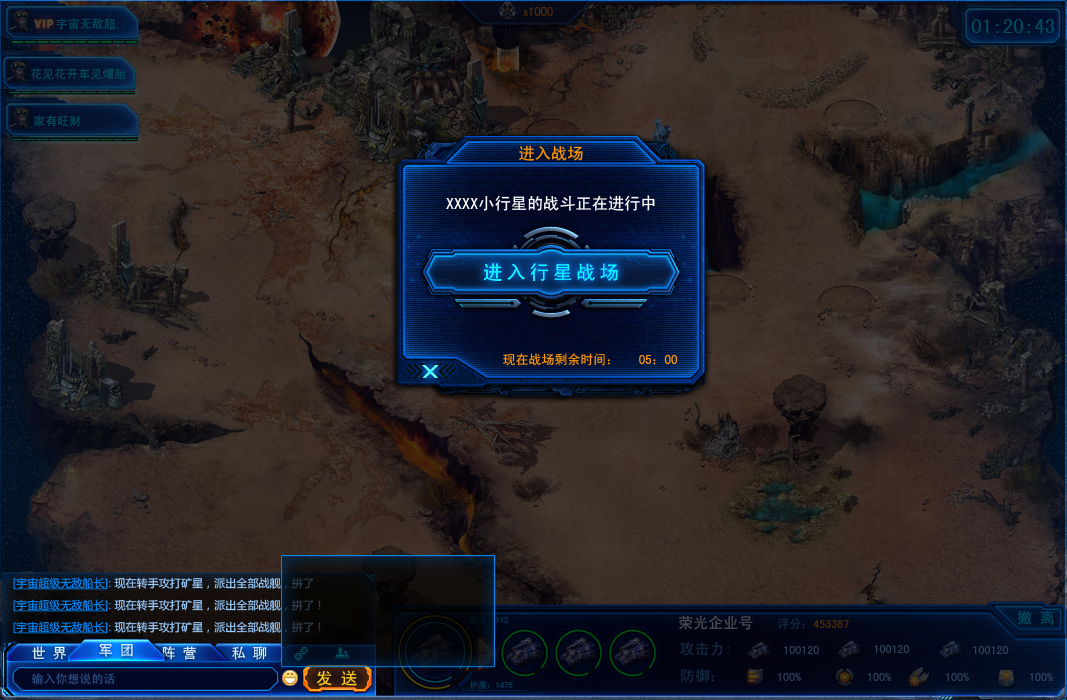 VIP 宇宙无敌超..
x1000
01:20:43
花见花开车见爆胎
家有旺财
进入战场
XXXX小行星的战斗正在进行中
进入行星战场
现在战场剩余时间： 05：00
[宇宙超级无敌船长]: 现在转手攻打矿星，派出全部战舰，拼了
[宇宙超级无敌船长]: 现在转手攻打矿星，派出全部战舰，拼了！
[宇宙超级无敌船长]: 现在转手攻打矿星，派出全部战舰，拼了！
世界 军团 阵营 私聊
输入你想说的话
发送
护盾：1475
荣光企业号 评分：453387
撤离
攻击力： 100120 100120 100120
防御： 100% 100% 100% 100%